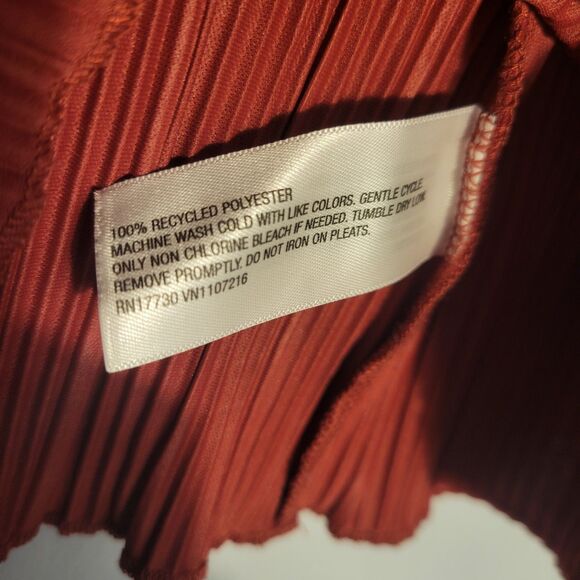 100% RECYCLED POLYESTER
MACHINE WASH COLD WITH LIKE COLORS. GENTLE CYCLE
ONLY NON CHLORINE BLEACH IF NEEDED. TUMBLE DRY LOW.
REMOVE PROMPTLY. DO NOT IRON ON PLEATS.
RN17730 VN1107216